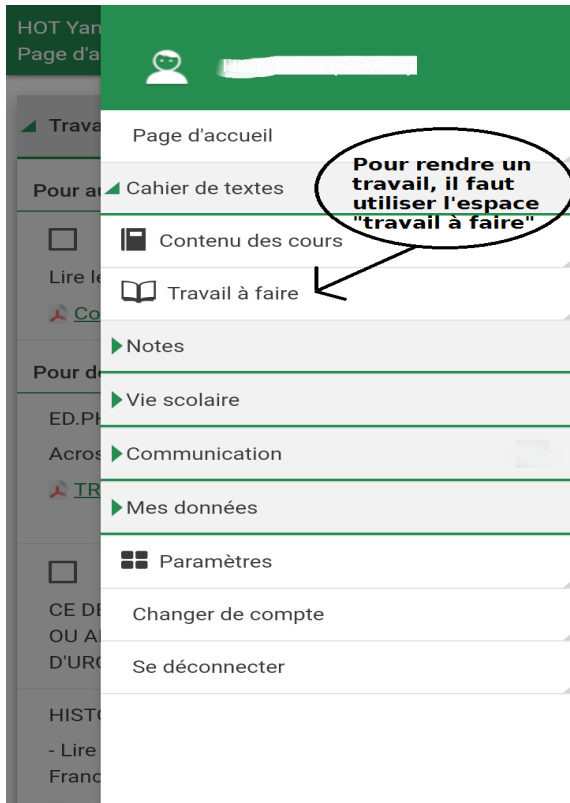 HOT Yan
Page d'a
Trava
Pour au
Lire le
Co
Pour de
ED.PH
Acros
TR
CE DE
OU AI
D'URG
HISTO
- Lire
Franc
Page d'accueil
Cahier de textes
Contenu des cours
Travail à faire
Notes
Vie scolaire
Communication
Mes données
Paramètres
Changer de compte
Se déconnecter
Pour rendre un
travail, il faut
utiliser l'espace
"travail à faire"